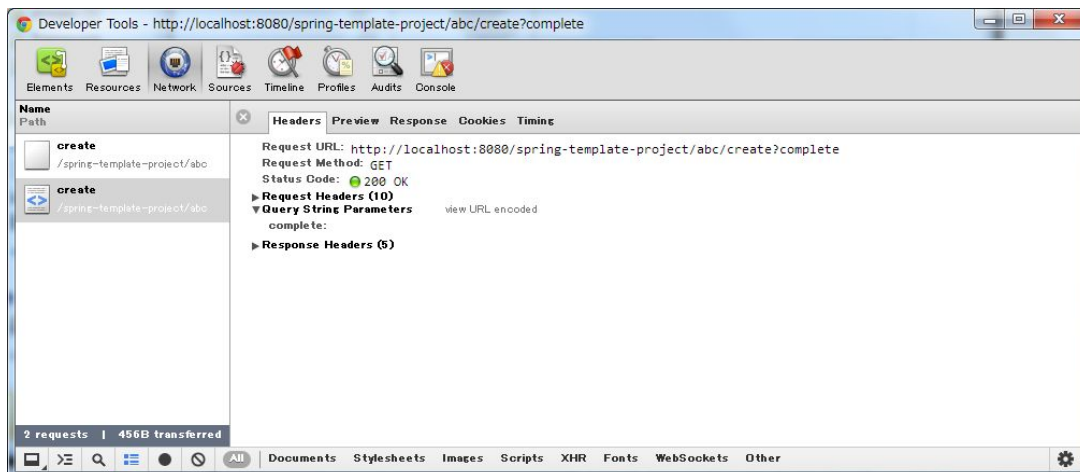 Developer Tools - http://localhost:8080/spring-template-project/abc/create?complete
Elements Resources Network Sources Timeline Profiles Audits Console
Name
Path
Headers Preview Response Cookies Timing
create
/spring-template-project/abc
create
/spring-template-project/abc
Request URL: http://localhost:8080/spring-template-project/abc/create?complete
Request Method: GET
Status Code: 200 OK
Request Headers (10)
Query String Parameters view URL encoded
complete:
Response Headers (5)
2 requests | 456B transferred
All Documents Stylesheets Images Scripts XHR Fonts WebSockets Other